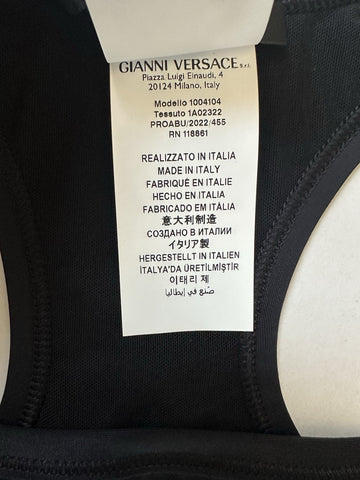 GIANNI VERSACE S.r.l.
Piazza Luigi Einaudi, 4
20124 Milano, Italy
Modello 1004104
Tessuto 1A02322
PROABU/2022/455
RN 118861
REALIZZATO IN ITALIA
MADE IN ITALY
FABRIQUÉ EN ITALIE
HECHO EN ITALIA
FABRICADO EM ITÁLIA
意大利制造
СОЗДАНО В ИТАЛИИ
イタリア製
HERGESTELLT IN ITALIEN
İTALYA'DA ÜRETİLMİŞTİR
이태리 제
صنع في إيطاليا